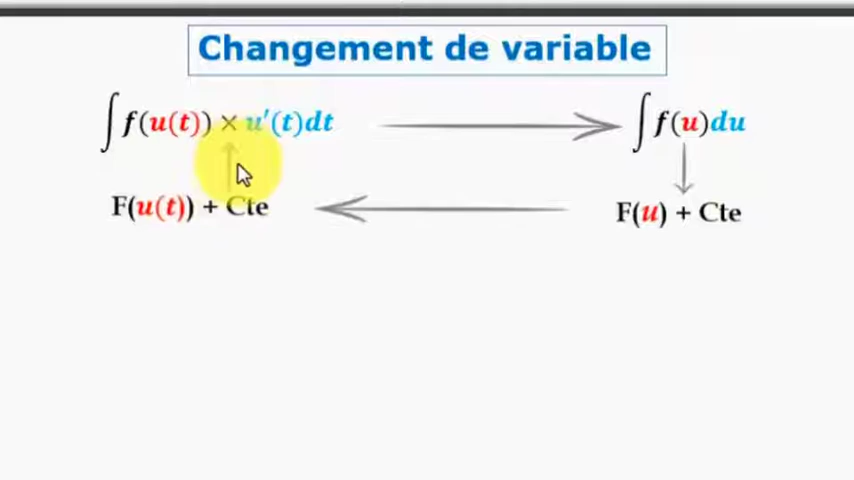 Changement de variable
∫ f(u(t)) × u′(t)dt
∫ f(u)du
F(u(t)) + Cte
F(u) + Cte